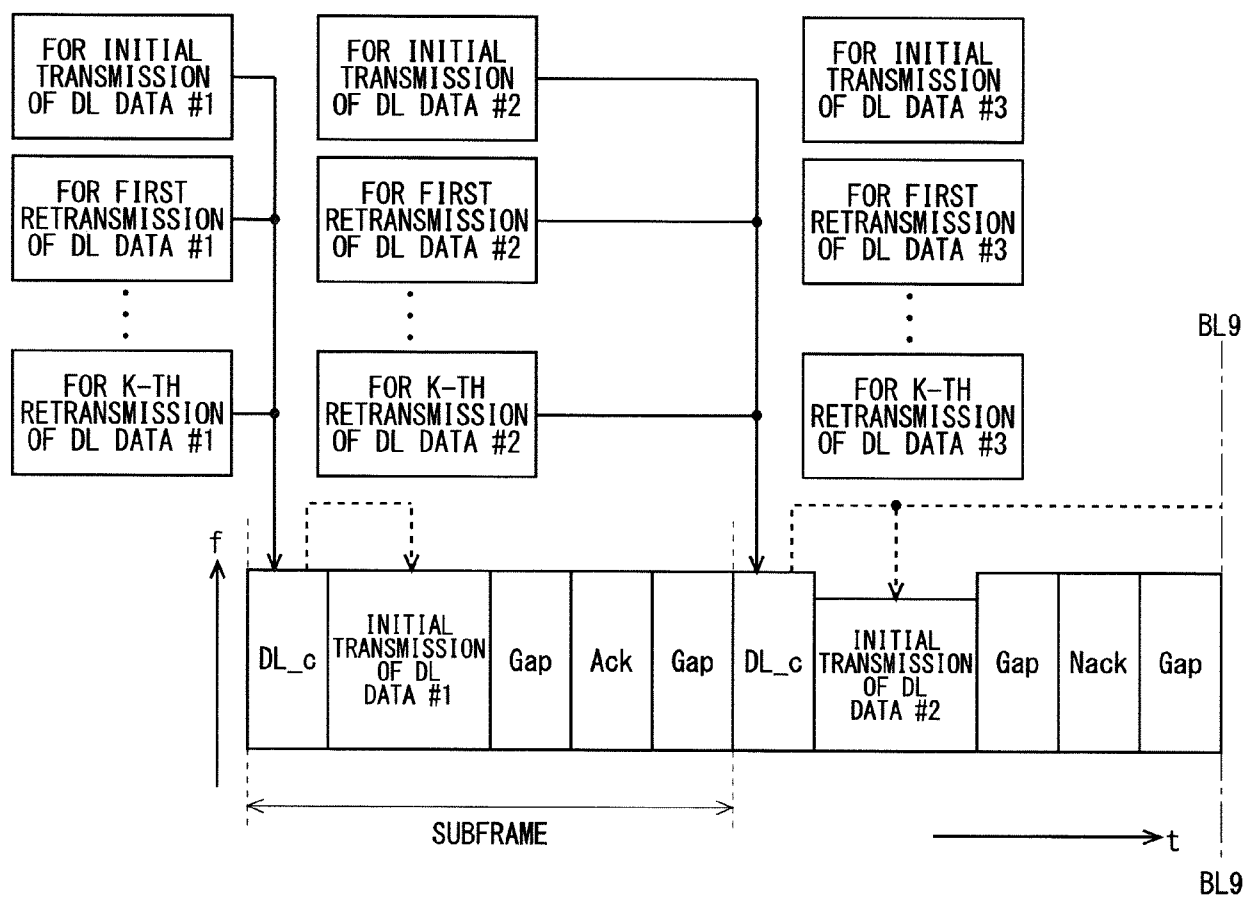 FOR INITIAL
TRANSMISSION
OF DL DATA #1
FOR INITIAL
TRANSMISSION
OF DL DATA #2
FOR INITIAL
TRANSMISSION
OF DL DATA #3
FOR FIRST
RETRANSMISSION
OF DL DATA #1
FOR FIRST
RETRANSMISSION
OF DL DATA #2
FOR FIRST
RETRANSMISSION
OF DL DATA #3
BL9
FOR K-TH
RETRANSMISSION
OF DL DATA #1
FOR K-TH
RETRANSMISSION
OF DL DATA #2
FOR K-TH
RETRANSMISSION
OF DL DATA #3
f
DL_c
INITIAL
TRANSMISSION
OF DL
DATA #1
Gap
Ack
Gap
DL_c
INITIAL
TRANSMISSION
OF DL
DATA #2
Gap
Nack
Gap
SUBFRAME
t
BL9